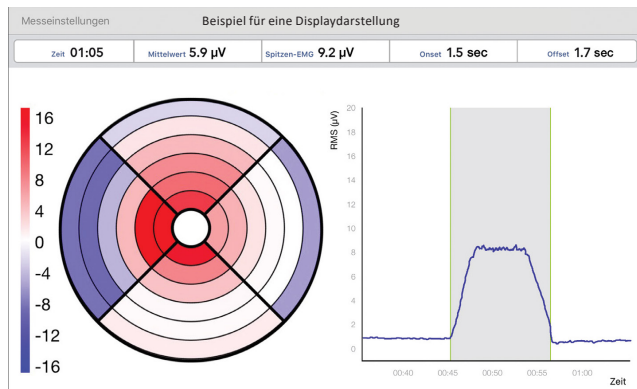 Messeinstellungen
Beispiel für eine Displaydarstellung
Zeit 01:05
Mittelwert 5.9 µV
Spitzen-EMG 9.2 µV
Onset 1.5 sec
Offset 1.7 sec
16
12
8
4
0
-4
-8
-12
-16
RMS (µV)
20
18
16
14
12
10
8
6
4
2
0
00:40
00:45
00:50
00:55
01:00
Zeit